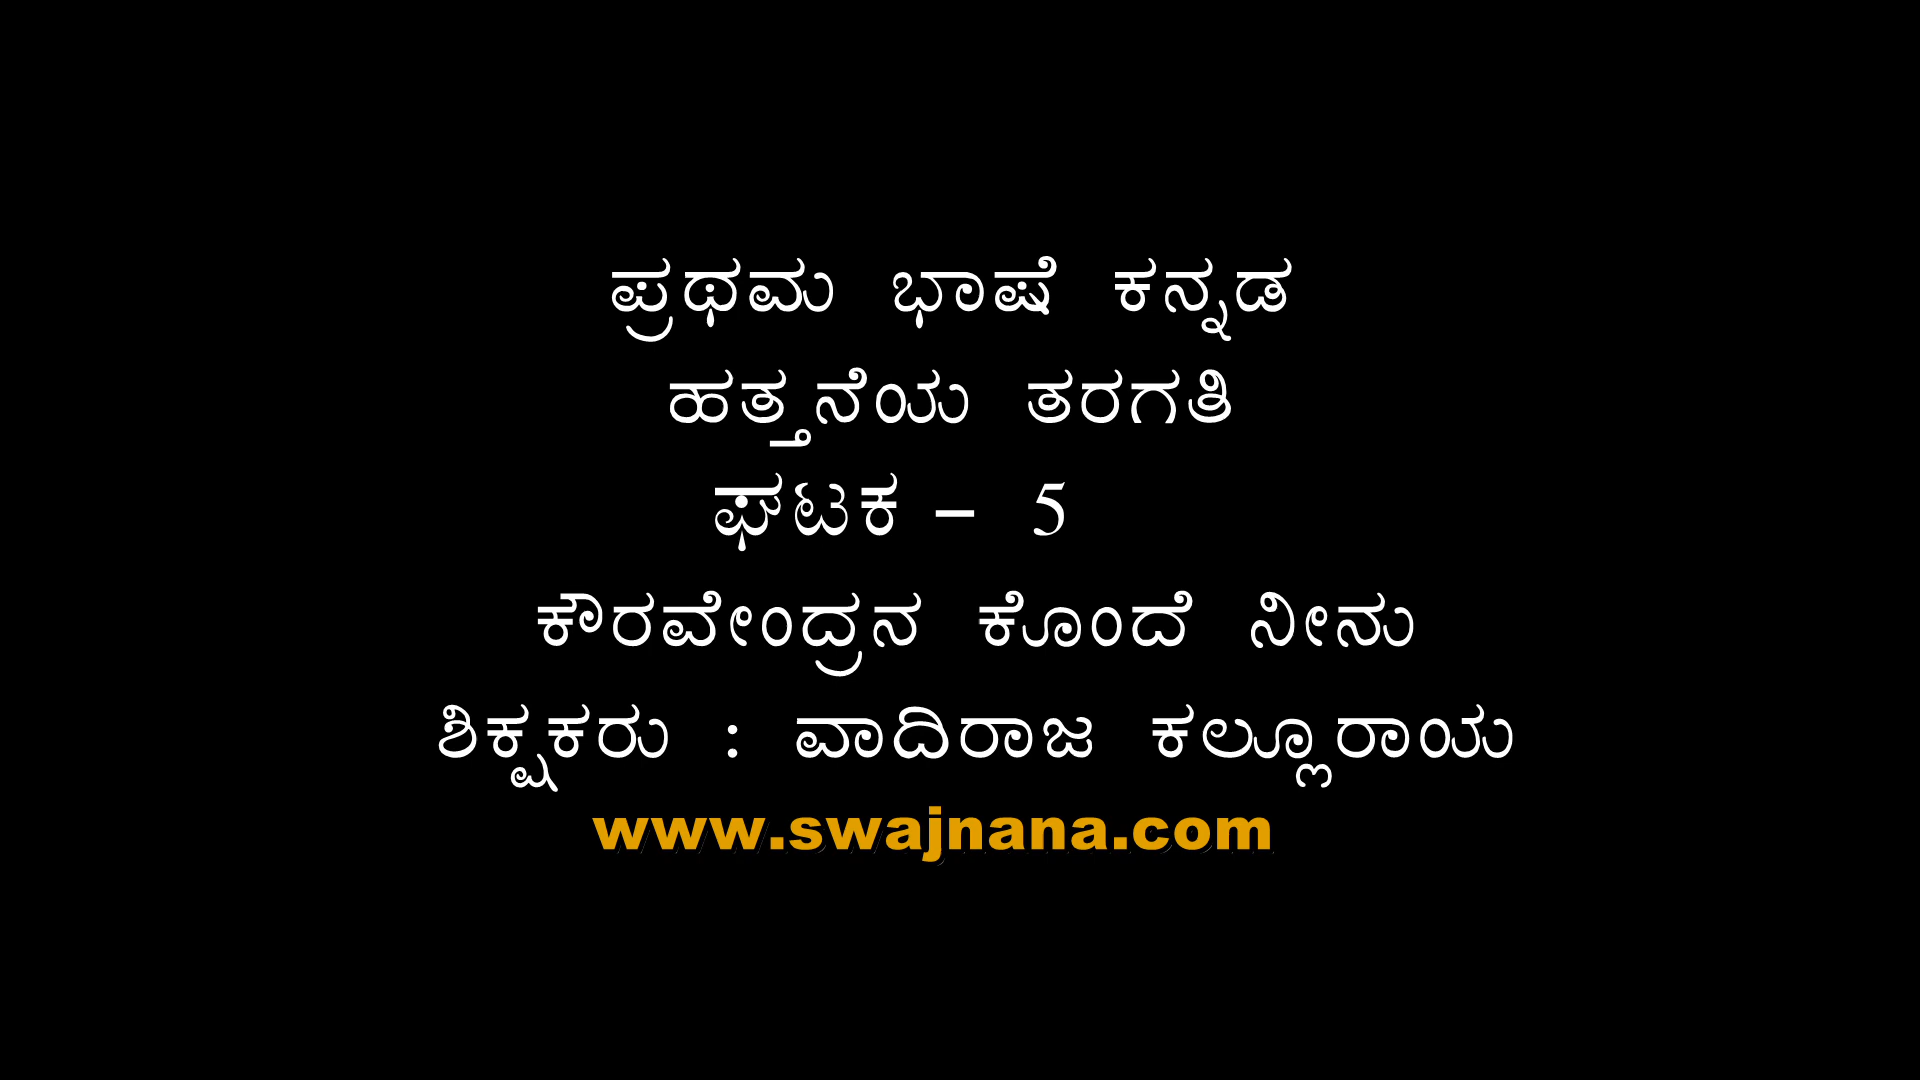 ಪ್ರಥಮ ಭಾಷೆ ಕನ್ನಡ
ಹತ್ತನೆಯ ತರಗತಿ
ಘಟಕ – 5
ಕೌರವೇಂದ್ರನ ಕೊಂದೆ ನೀನು
ಶಿಕ್ಷಕರು : ವಾದಿರಾಜ ಕಲ್ಲೂರಾಯ
www.swajnana.com